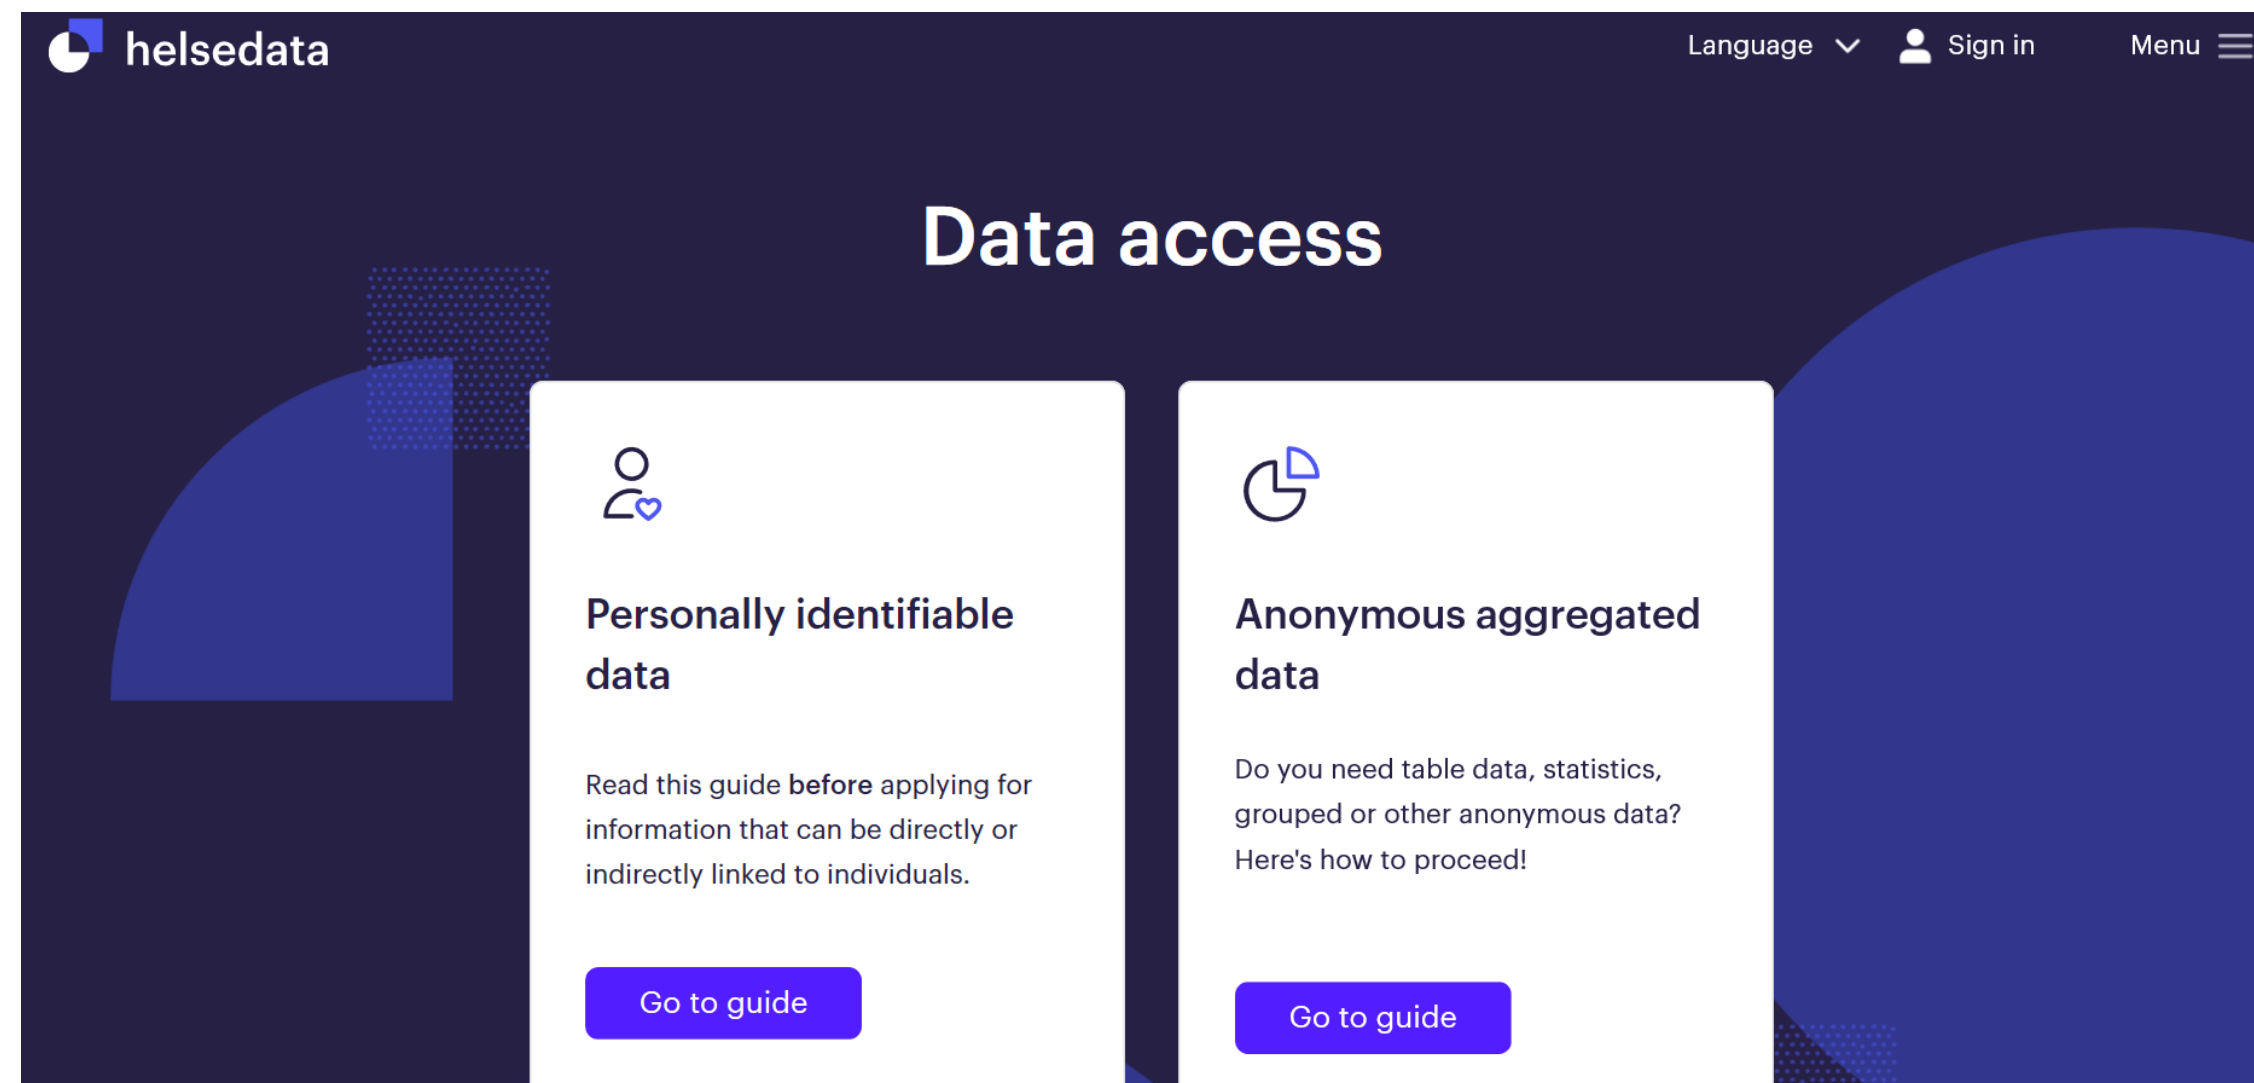 helsedata
Language
Sign in
Menu
Data access
Personally identifiable
data
Read this guide before applying for
information that can be directly or
indirectly linked to individuals.
Go to guide
Anonymous aggregated
data
Do you need table data, statistics,
grouped or other anonymous data?
Here's how to proceed!
Go to guide